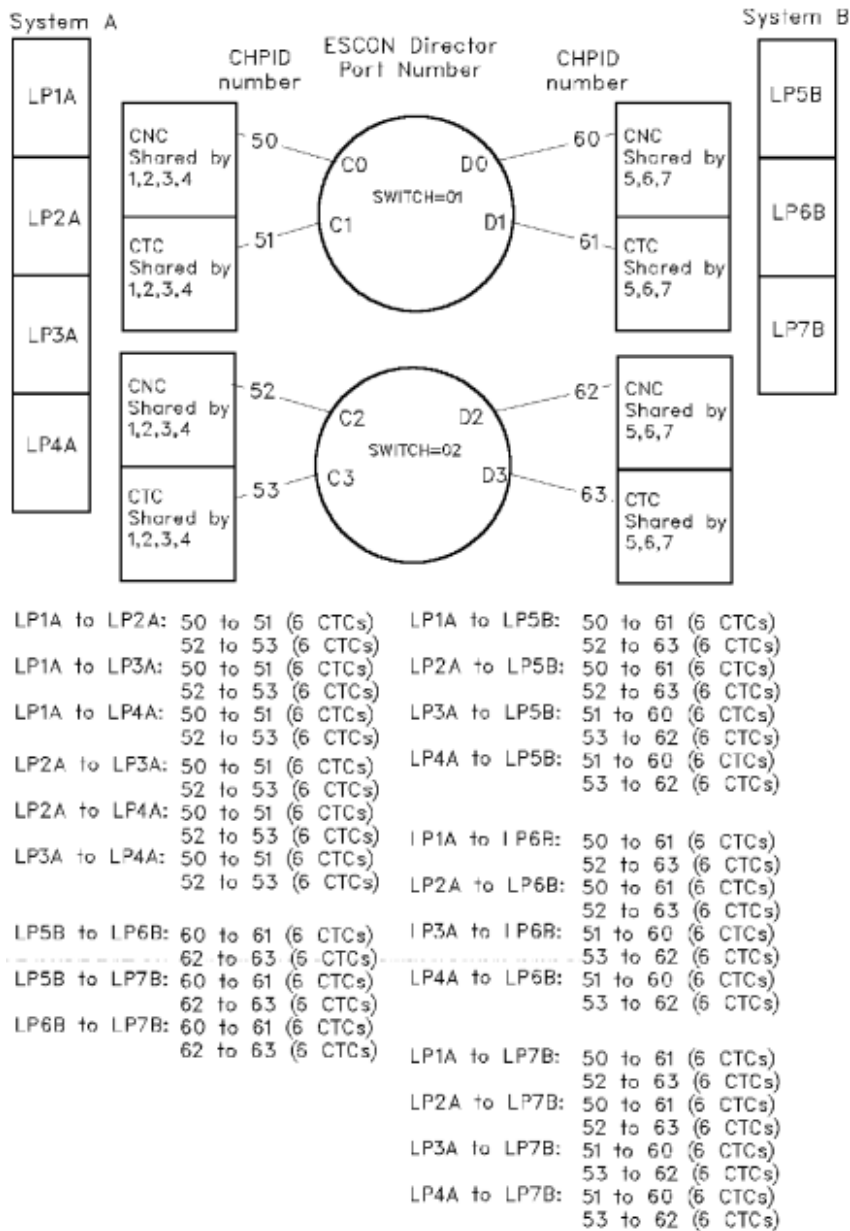 System A
System B
ESCON Director
Port Number
CHPID
number
CHPID
number
LP1A
LP2A
LP3A
LP4A
CNC
Shared by
1,2,3,4
CTC
Shared by
1,2,3,4
50
51
C0
D0
SWITCH=01
C1
D1
60
61
CNC
Shared by
5,6,7
CTC
Shared by
5,6,7
LP5B
LP6B
LP7B
CNC
Shared by
1,2,3,4
CTC
Shared by
1,2,3,4
52
53
C2
D2
SWITCH=02
C3
D3
62
63
CNC
Shared by
5,6,7
CTC
Shared by
5,6,7
LP1A to LP2A: 50 to 51 (6 CTCs)
52 to 53 (6 CTCs)
LP1A to LP3A: 50 to 51 (6 CTCs)
52 to 53 (6 CTCs)
LP1A to LP4A: 50 to 51 (6 CTCs)
52 to 53 (6 CTCs)
LP2A to LP3A: 50 to 51 (6 CTCs)
52 to 53 (6 CTCs)
LP2A to LP4A: 50 to 51 (6 CTCs)
52 to 53 (6 CTCs)
LP3A to LP4A: 50 to 51 (6 CTCs)
52 to 53 (6 CTCs)
LP5B to LP6B: 60 to 61 (6 CTCs)
62 to 63 (6 CTCs)
LP5B to LP7B: 60 to 61 (6 CTCs)
62 to 63 (6 CTCs)
LP6B to LP7B: 60 to 61 (6 CTCs)
62 to 63 (6 CTCs)
LP1A to LP5B: 50 to 61 (6 CTCs)
52 to 63 (6 CTCs)
LP2A to LP5B: 50 to 61 (6 CTCs)
52 to 63 (6 CTCs)
LP3A to LP5B: 51 to 60 (6 CTCs)
53 to 62 (6 CTCs)
LP4A to LP5B: 51 to 60 (6 CTCs)
53 to 62 (6 CTCs)
LP1A to LP6B: 50 to 61 (6 CTCs)
52 to 63 (6 CTCs)
LP2A to LP6B: 50 to 61 (6 CTCs)
52 to 63 (6 CTCs)
LP3A to LP6B: 51 to 60 (6 CTCs)
53 to 62 (6 CTCs)
LP4A to LP6B: 51 to 60 (6 CTCs)
53 to 62 (6 CTCs)
LP1A to LP7B: 50 to 61 (6 CTCs)
52 to 63 (6 CTCs)
LP2A to LP7B: 50 to 61 (6 CTCs)
52 to 63 (6 CTCs)
LP3A to LP7B: 51 to 60 (6 CTCs)
53 to 62 (6 CTCs)
LP4A to LP7B: 51 to 60 (6 CTCs)
53 to 62 (6 CTCs)